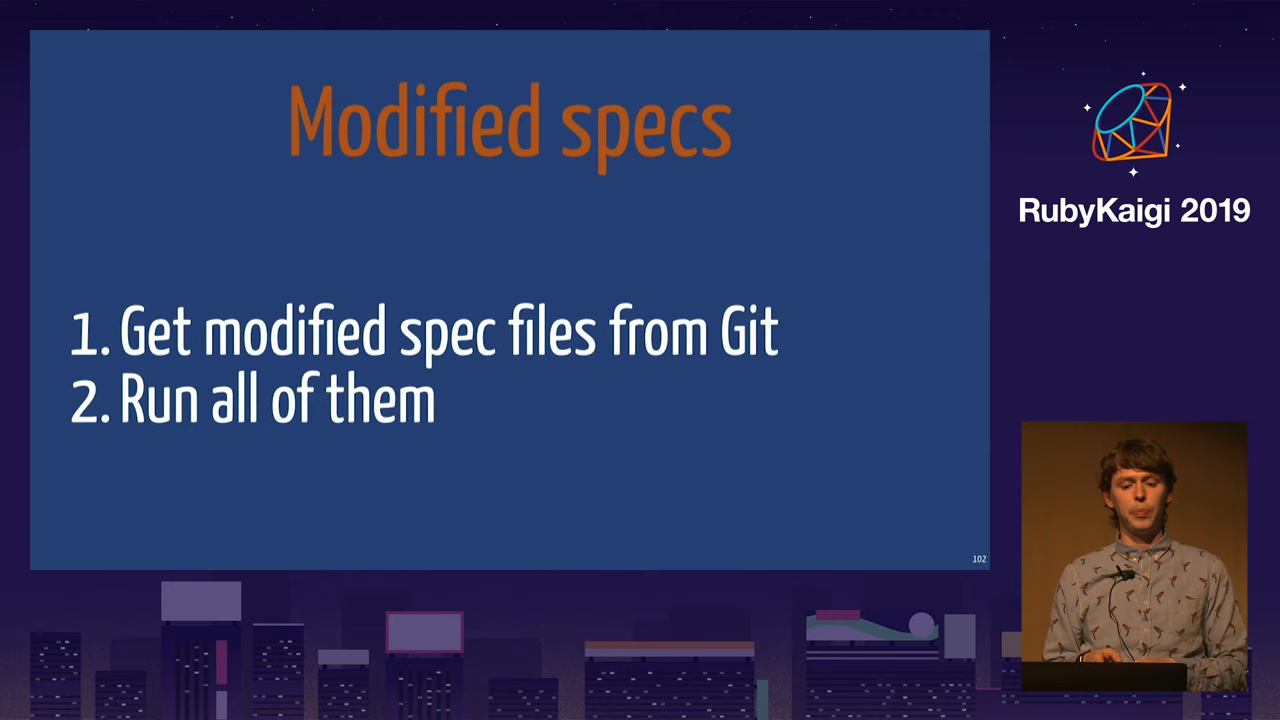 Modified specs
1. Get modified spec files from Git
2. Run all of them
102
RubyKaigi 2019